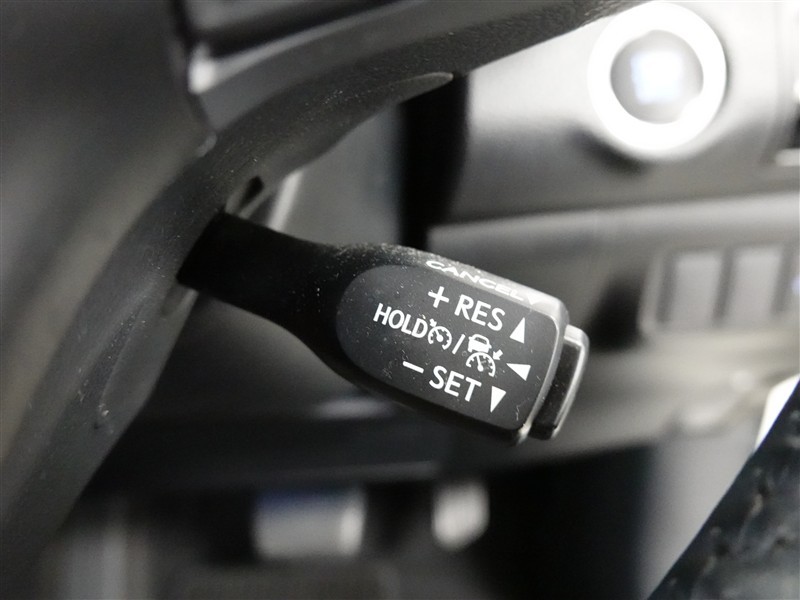 CANCEL
+ RES ▲
HOLD / ◀
− SET ▼